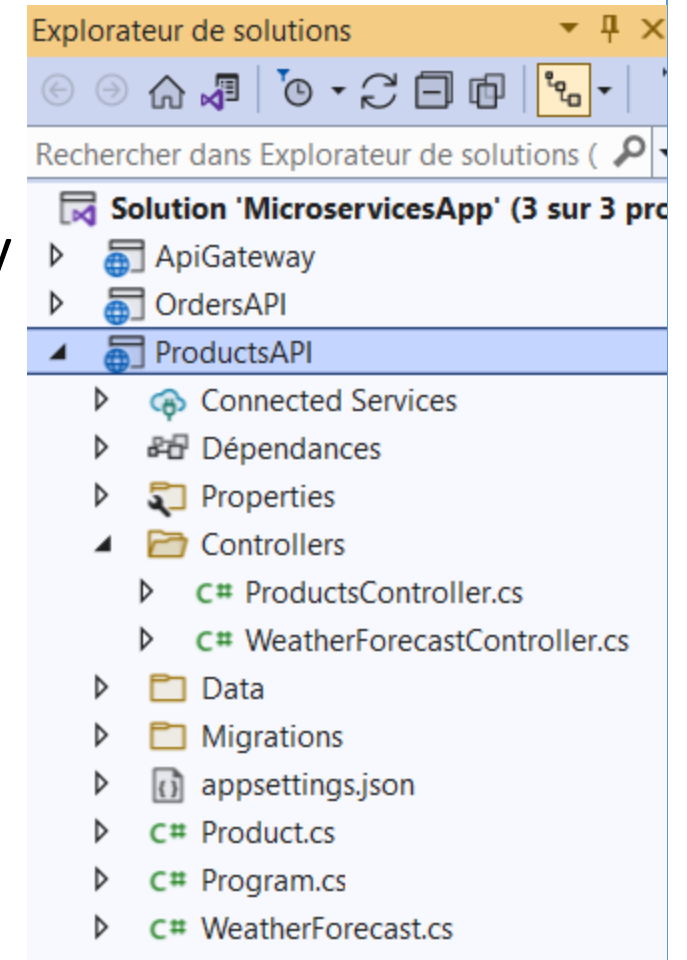 Explorateur de solutions
Rechercher dans Explorateur de solutions (
Solution 'MicroservicesApp' (3 sur 3 pro
y
ApiGateway
OrdersAPI
ProductsAPI
Connected Services
Dépendances
Properties
Controllers
C# ProductsController.cs
C# WeatherForecastController.cs
Data
Migrations
appsettings.json
C# Product.cs
C# Program.cs
C# WeatherForecast.cs